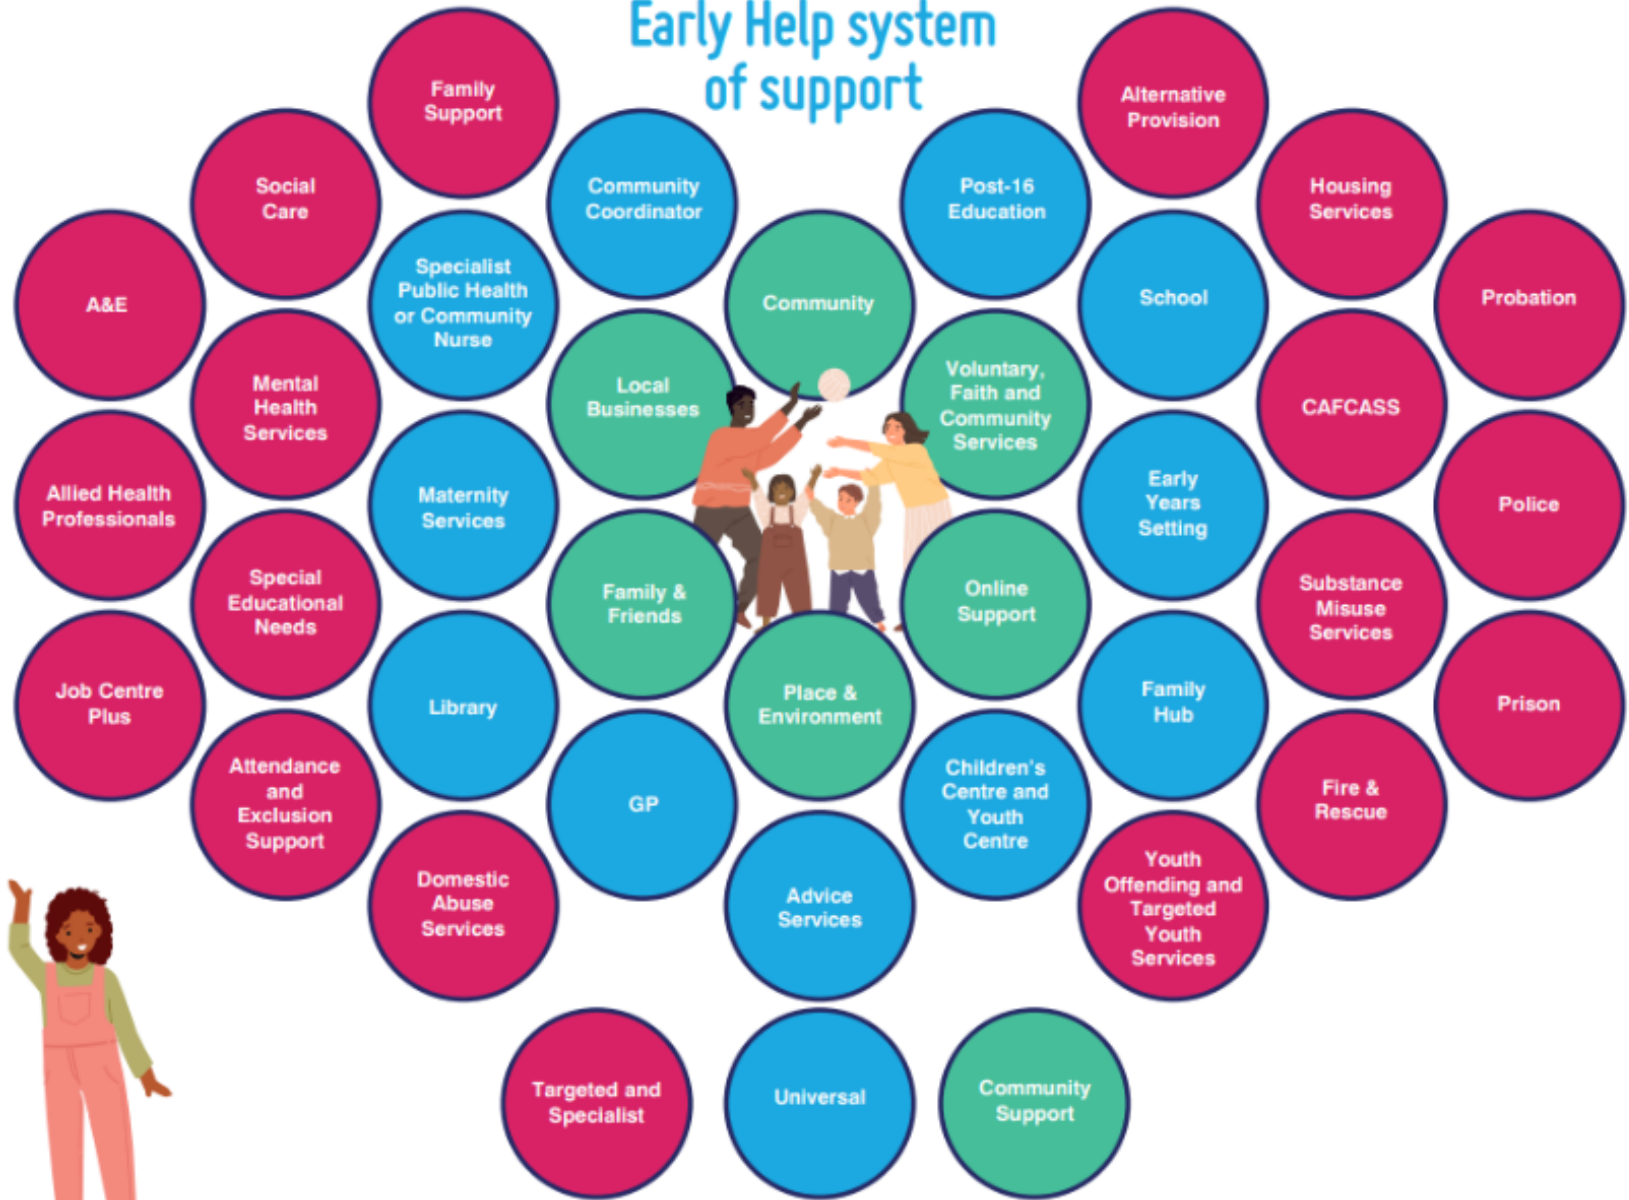 Early Help system
of support
Family
Support
Alternative
Provision
Social
Care
Community
Coordinator
Post-16
Education
Housing
Services
A&E
Specialist
Public Health
or Community
Nurse
Community
School
Probation
Mental
Health
Services
Local
Businesses
Voluntary,
Faith and
Community
Services
CAFCASS
Allied Health
Professionals
Maternity
Services
Early
Years
Setting
Police
Special
Educational
Needs
Family &
Friends
Online
Support
Substance
Misuse
Services
Job Centre
Plus
Library
Place &
Environment
Family
Hub
Prison
Attendance
and
Exclusion
Support
GP
Children's
Centre and
Youth
Centre
Fire &
Rescue
Domestic
Abuse
Services
Advice
Services
Youth
Offending and
Targeted
Youth
Services
Targeted and
Specialist
Universal
Community
Support